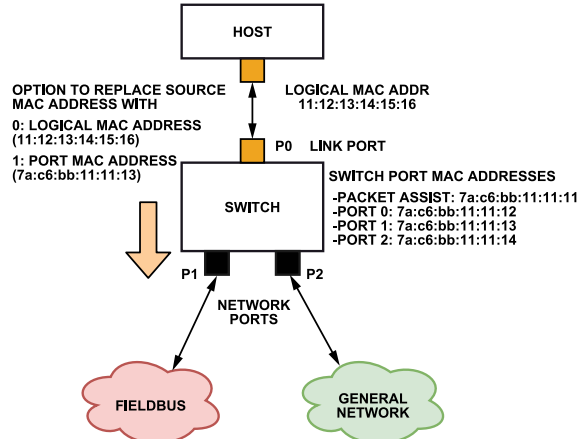 HOST
OPTION TO REPLACE SOURCE
MAC ADDRESS WITH
0: LOGICAL MAC ADDRESS
(11:12:13:14:15:16)
1: PORT MAC ADDRESS
(7a:c6:bb:11:11:13)
LOGICAL MAC ADDR
11:12:13:14:15:16
P0 LINK PORT
SWITCH
SWITCH PORT MAC ADDRESSES
-PACKET ASSIST: 7a:c6:bb:11:11:11
-PORT 0: 7a:c6:bb:11:11:12
-PORT 1: 7a:c6:bb:11:11:13
-PORT 2: 7a:c6:bb:11:11:14
P1
P2
NETWORK
PORTS
FIELDBUS
GENERAL
NETWORK